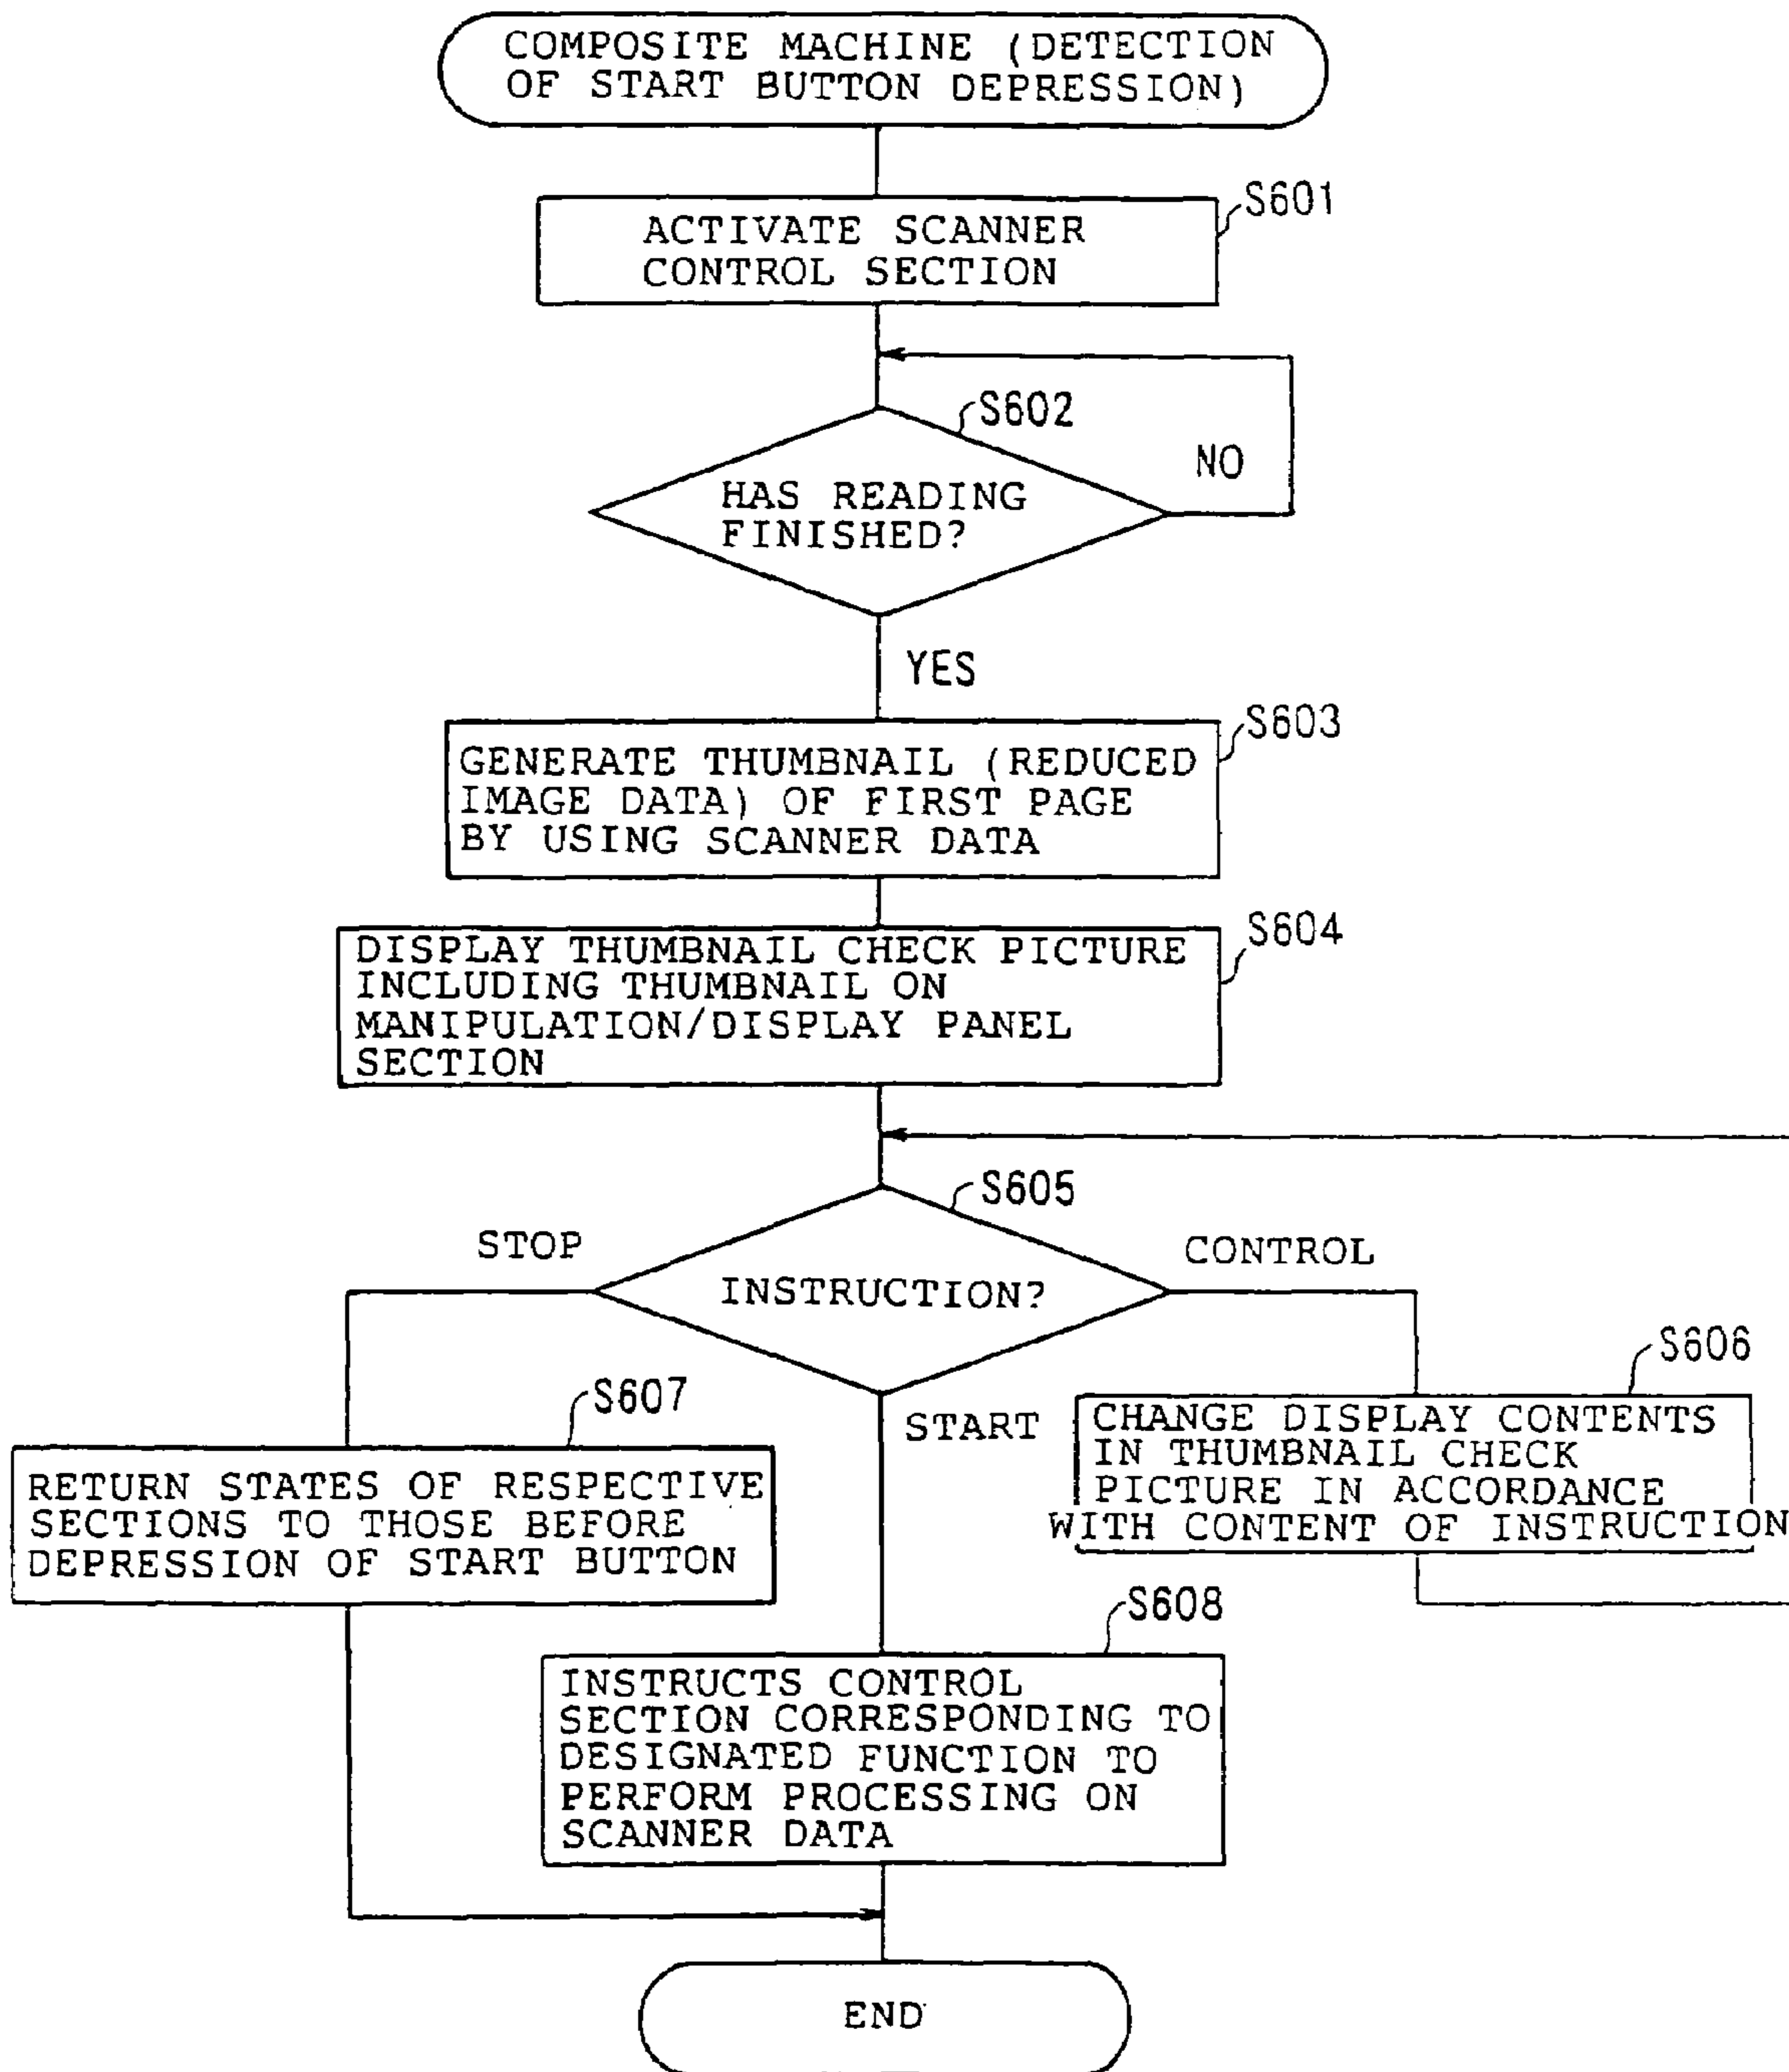 COMPOSITE MACHINE (DETECTION
OF START BUTTON DEPRESSION)
S601
ACTIVATE SCANNER
CONTROL SECTION
S602
NO
HAS READING
FINISHED?
YES
S603
GENERATE THUMBNAIL (REDUCED
IMAGE DATA) OF FIRST PAGE
BY USING SCANNER DATA
S604
DISPLAY THUMBNAIL CHECK PICTURE
INCLUDING THUMBNAIL ON
MANIPULATION/DISPLAY PANEL
SECTION
S605
STOP
CONTROL
INSTRUCTION?
S606
S607
START
CHANGE DISPLAY CONTENTS
IN THUMBNAIL CHECK
PICTURE IN ACCORDANCE
WITH CONTENT OF INSTRUCTION
RETURN STATES OF RESPECTIVE
SECTIONS TO THOSE BEFORE
DEPRESSION OF START BUTTON
S608
INSTRUCTS CONTROL
SECTION CORRESPONDING TO
DESIGNATED FUNCTION TO
PERFORM PROCESSING ON
SCANNER DATA
END